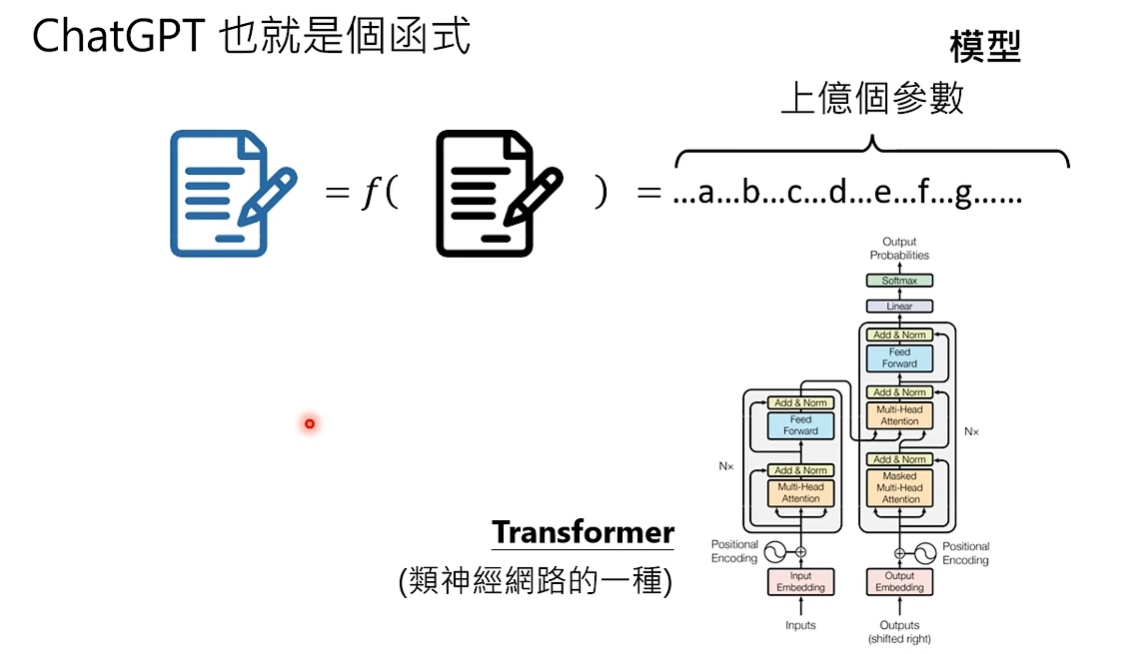 ChatGPT 也就是個函式
模型
上億個參數
= f( ) = ...a...b...c...d...e...f...g......
Output
Probabilities
Softmax
Linear
Add & Norm
Feed
Forward
Add & Norm
Multi-Head
Attention
N×
Add & Norm
Masked
Multi-Head
Attention
Add & Norm
Feed
Forward
N×
Add & Norm
Multi-Head
Attention
Transformer
(類神經網路的一種)
Positional
Encoding
Positional
Encoding
Input
Embedding
Output
Embedding
Inputs
Outputs
(shifted right)